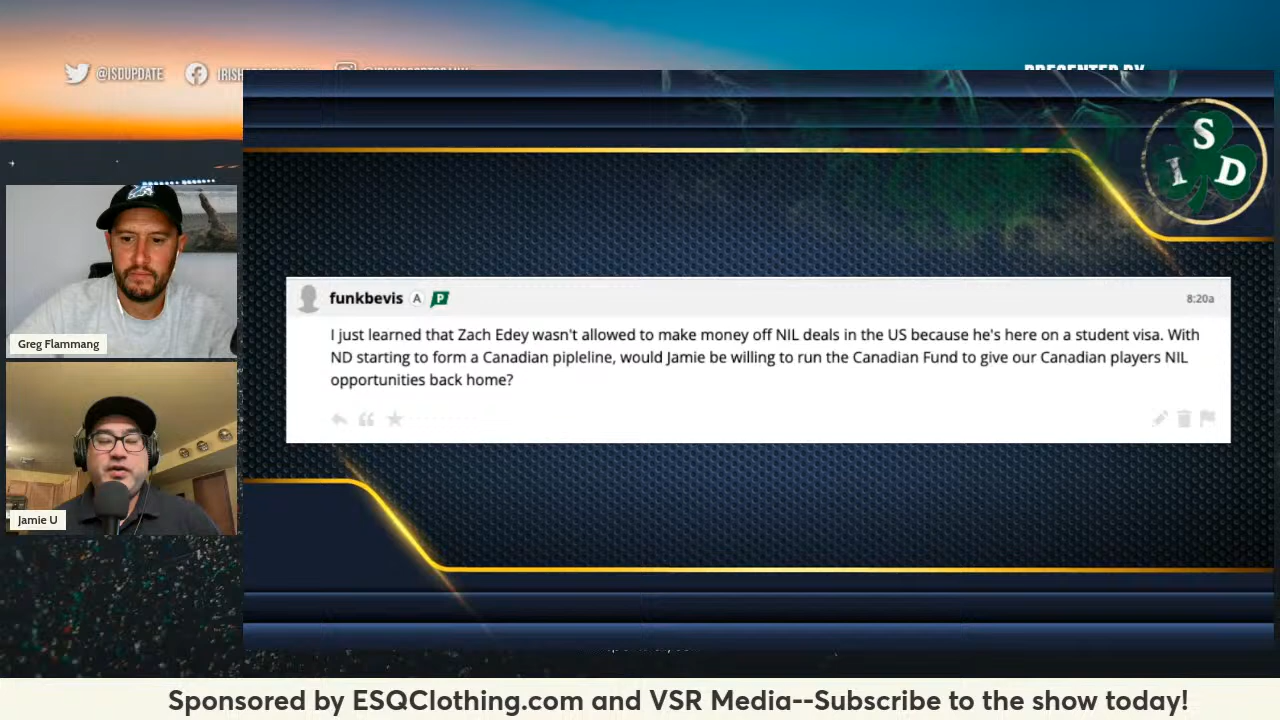 @ISDUPDATE
IRISH
PRESENTED BY
S
I D
funkbevis A P 8:20a
I just learned that Zach Edey wasn't allowed to make money off NIL deals in the US because he's here on a student visa. With
ND starting to form a Canadian pipleline, would Jamie be willing to run the Canadian Fund to give our Canadian players NIL
opportunities back home?
Greg Flammang
Jamie U
Sponsored by ESQClothing.com and VSR Media--Subscribe to the show today!